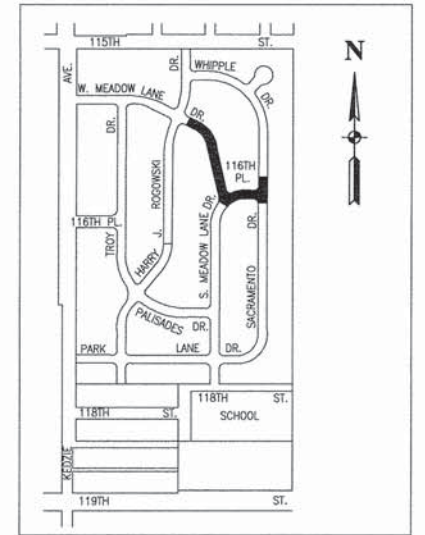 115TH ST.
N
AVE.
DR.
WHIPPLE
W. MEADOW LANE
DR.
DR.
DR.
116TH
PL.
ROGOWSKI
J.
HARRY
116TH PL.
TROY
S. MEADOW LANE DR.
DR.
SACRAMENTO
PALISADES
DR.
PARK LANE DR.
118TH ST.
SCHOOL
118TH ST.
KEDZIE
119TH ST.